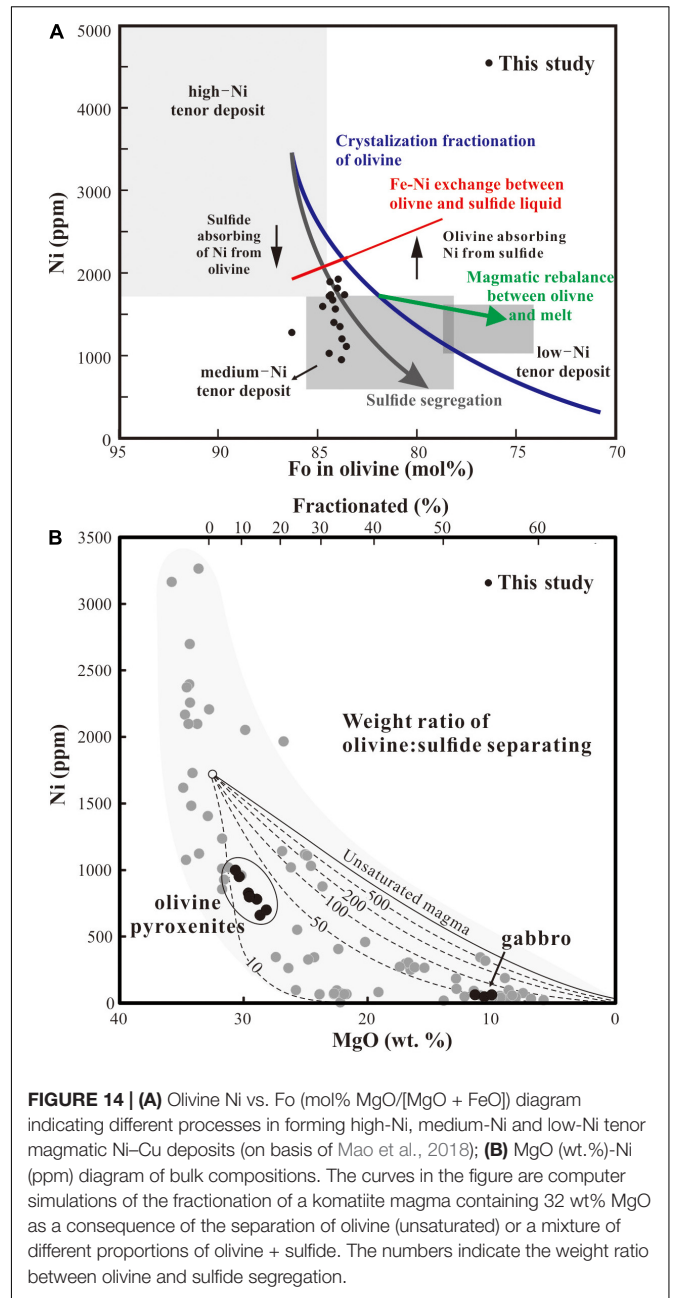 A
5000
4000
3000
2000
1000
0
Ni (ppm)
high-Ni
tenor deposit
• This study
Crystalization fractionation
of olivine
Fe-Ni exchange between
olivne and sulfide liquid
Sulfide
absorbing
of Ni from
olivine
Olivine absorbing
Ni from sulfide
Magmatic rebalance
between olivne
and melt
medium-Ni
tenor deposit
low-Ni
tenor deposit
Sulfide segregation
95 90 85 80 75 70
Fo in olivine (mol%)
Fractionated (%)
0 10 20 30 40 50 60
B
3500
3000
2500
2000
1500
1000
500
0
Ni (ppm)
• This study
Weight ratio of
olivine:sulfide separating
Unsaturated magma
500
200
100
50
10
olivine
pyroxenites
gabbro
40 30 20 10 0
MgO (wt. %)
FIGURE 14 | (A) Olivine Ni vs. Fo (mol% MgO/[MgO + FeO]) diagram
indicating different processes in forming high-Ni, medium-Ni and low-Ni tenor
magmatic Ni–Cu deposits (on basis of Mao et al., 2018); (B) MgO (wt.%)-Ni
(ppm) diagram of bulk compositions. The curves in the figure are computer
simulations of the fractionation of a komatiite magma containing 32 wt% MgO
as a consequence of the separation of olivine (unsaturated) or a mixture of
different proportions of olivine + sulfide. The numbers indicate the weight ratio
between olivine and sulfide segregation.